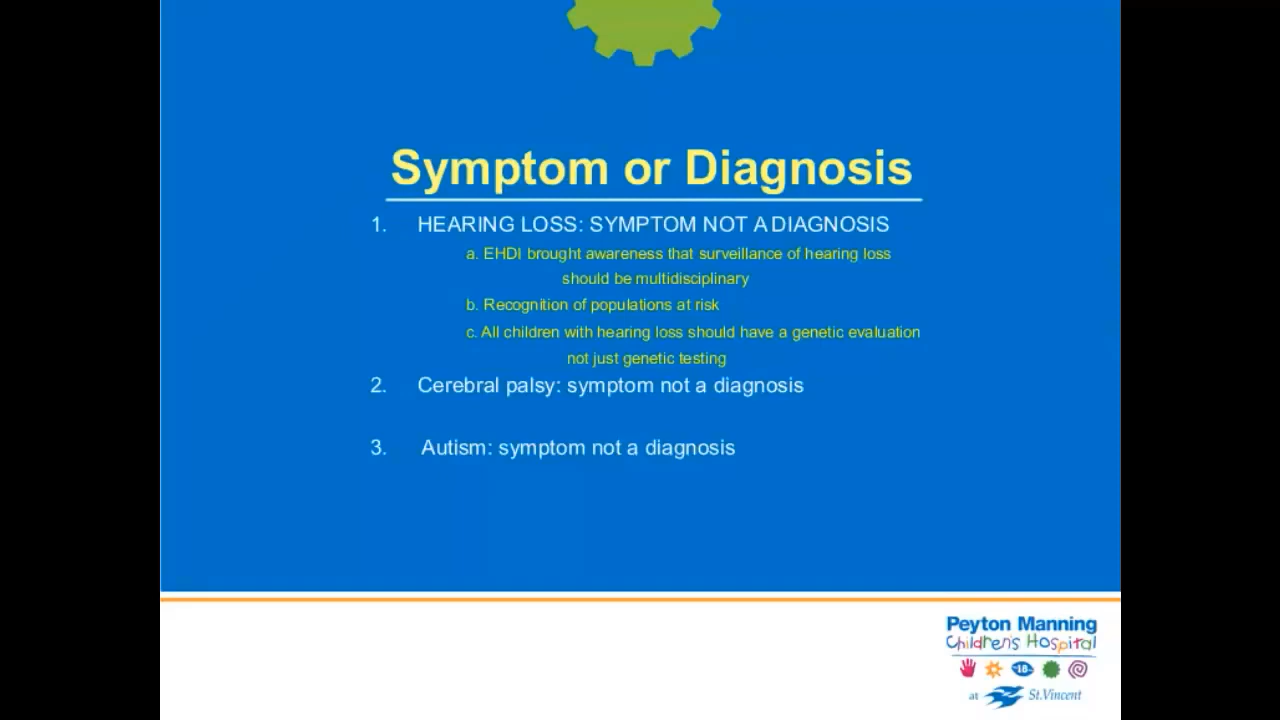 Symptom or Diagnosis
1. HEARING LOSS: SYMPTOM NOT A DIAGNOSIS
a. EHDI brought awareness that surveillance of hearing loss
should be multidisciplinary
b. Recognition of populations at risk
c. All children with hearing loss should have a genetic evaluation
not just genetic testing
2. Cerebral palsy: symptom not a diagnosis
3. Autism: symptom not a diagnosis
Peyton Manning
Children's Hospital
18
at St.Vincent